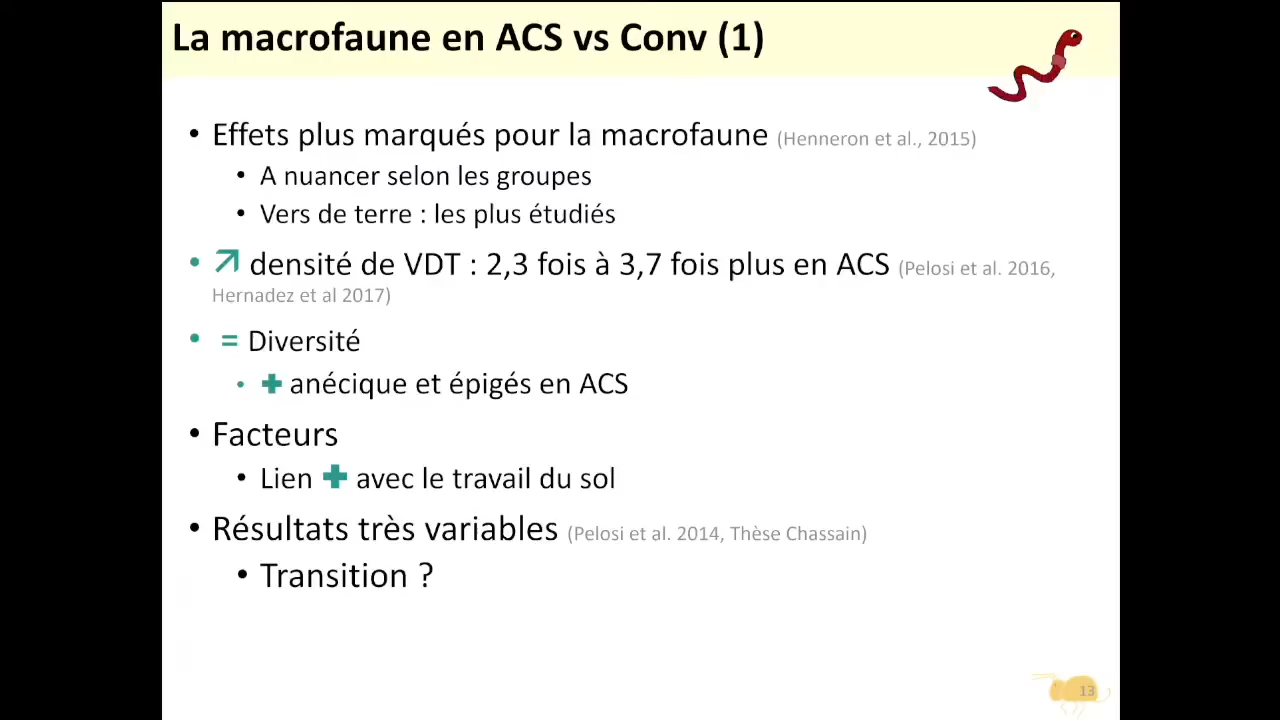 La macrofaune en ACS vs Conv (1)
• Effets plus marqués pour la macrofaune (Henneron et al., 2015)
• A nuancer selon les groupes
• Vers de terre : les plus étudiés
• ↗ densité de VDT : 2,3 fois à 3,7 fois plus en ACS (Pelosi et al. 2016,
Hernadez et al 2017)
• = Diversité
• ✚ anécique et épigés en ACS
• Facteurs
• Lien ✚ avec le travail du sol
• Résultats très variables (Pelosi et al. 2014, Thèse Chassain)
• Transition ?
13